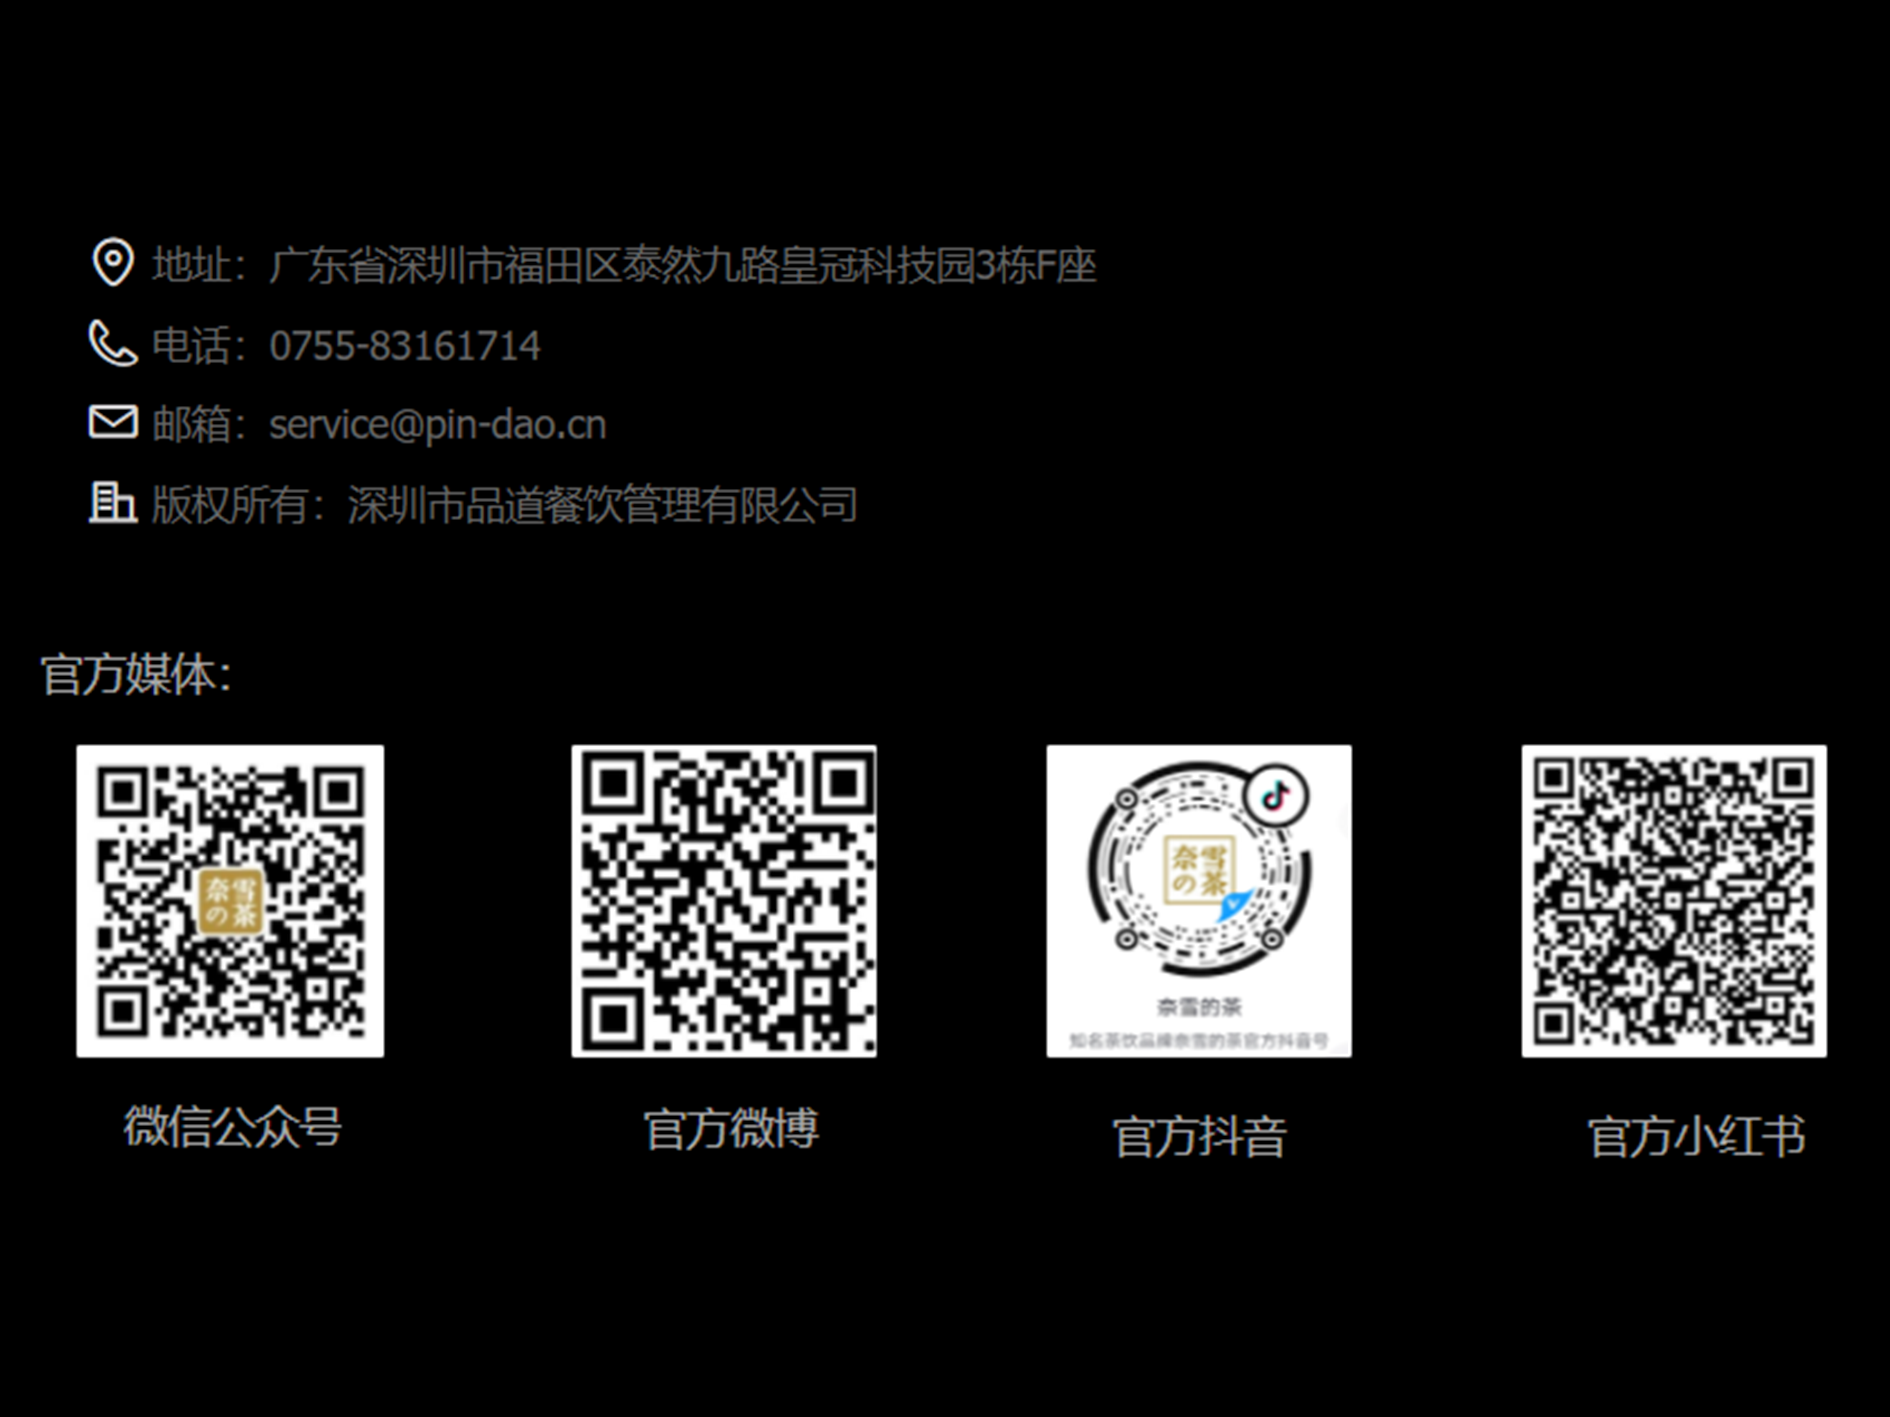 地址：广东省深圳市福田区泰然九路皇冠科技园3栋F座
电话：0755-83161714
邮箱：service@pin-dao.cn
版权所有：深圳市品道餐饮管理有限公司
官方媒体：
奈雪
の茶
奈雪
の茶
奈雪的茶
知名茶饮品牌奈雪的茶官方抖音号
微信公众号
官方微博
官方抖音
官方小红书